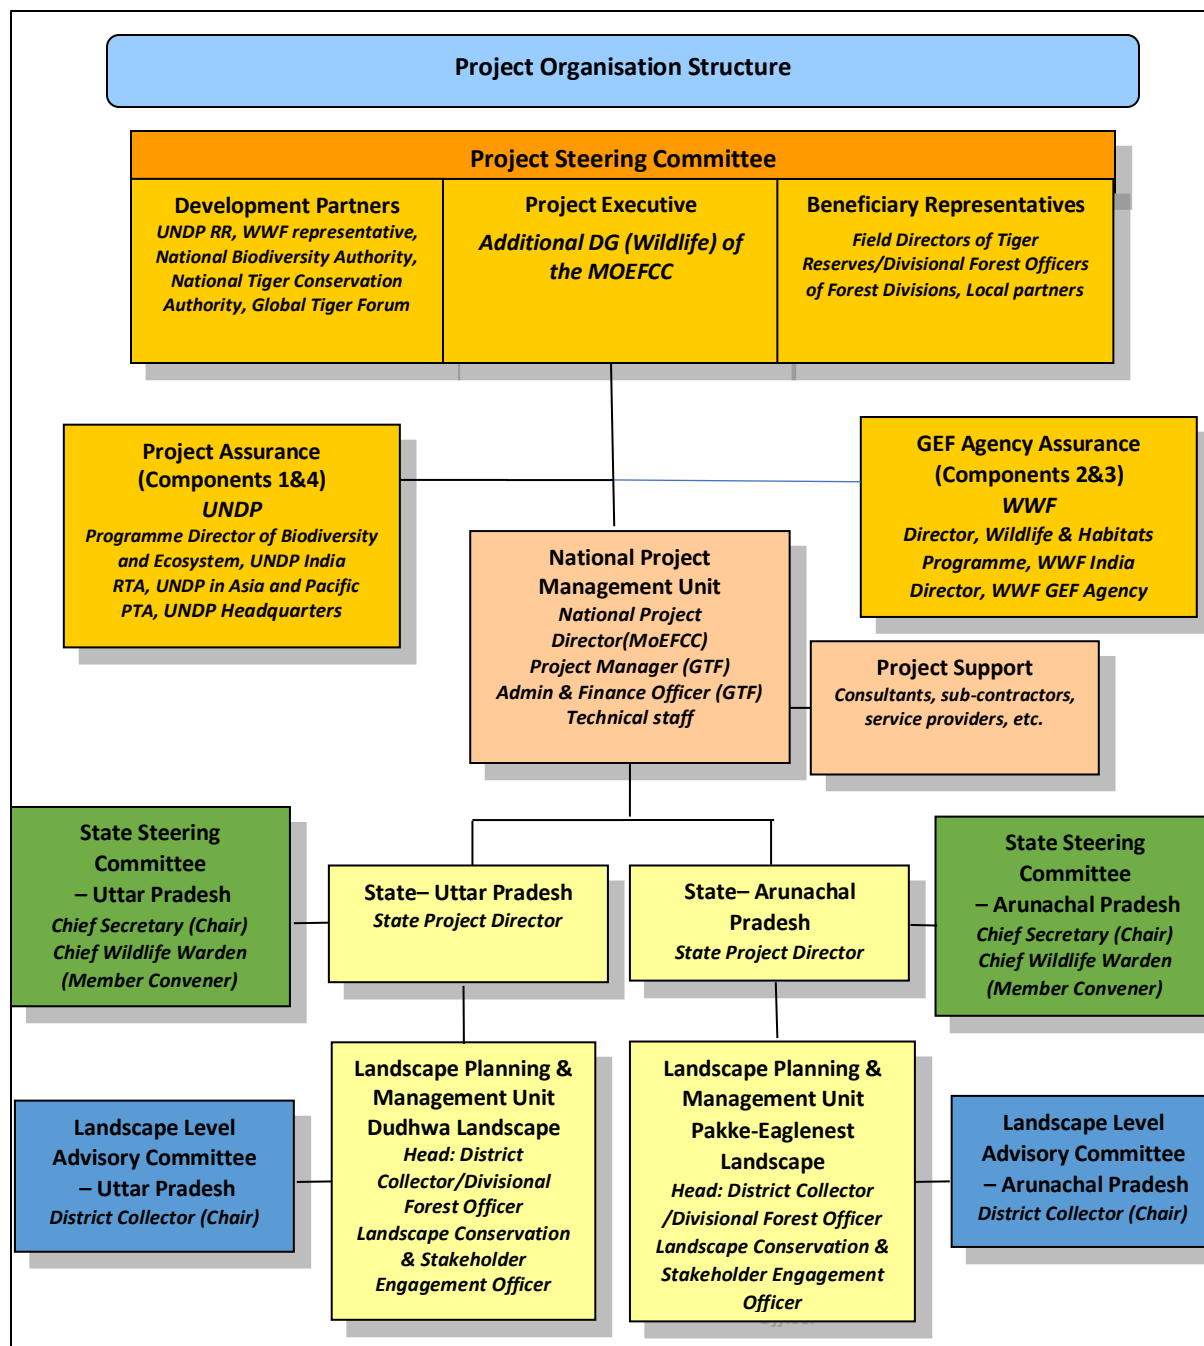 Project Organisation Structure
Project Steering Committee
Development Partners
UNDP RR, WWF representative,
National Biodiversity Authority,
National Tiger Conservation
Authority, Global Tiger Forum
Project Executive
Additional DG (Wildlife) of
the MOEFCC
Beneficiary Representatives
Field Directors of Tiger
Reserves/Divisional Forest Officers
of Forest Divisions, Local partners
Project Assurance
(Components 1&4)
UNDP
Programme Director of Biodiversity
and Ecosystem, UNDP India
RTA, UNDP in Asia and Pacific
PTA, UNDP Headquarters
GEF Agency Assurance
(Components 2&3)
WWF
Director, Wildlife & Habitats
Programme, WWF India
Director, WWF GEF Agency
National Project
Management Unit
National Project
Director(MoEFCC)
Project Manager (GTF)
Admin & Finance Officer (GTF)
Technical staff
Project Support
Consultants, sub-contractors,
service providers, etc.
State Steering
Committee
– Uttar Pradesh
Chief Secretary (Chair)
Chief Wildlife Warden
(Member Convener)
State– Uttar Pradesh
State Project Director
State– Arunachal
Pradesh
State Project Director
State Steering
Committee
– Arunachal Pradesh
Chief Secretary (Chair)
Chief Wildlife Warden
(Member Convener)
Landscape Level
Advisory Committee
– Uttar Pradesh
District Collector (Chair)
Landscape Planning &
Management Unit
Dudhwa Landscape
Head: District
Collector/Divisional
Forest Officer
Landscape Conservation
& Stakeholder
Engagement Officer
Landscape Planning &
Management Unit
Pakke-Eaglenest
Landscape
Head: District Collector
/Divisional Forest Officer
Landscape Conservation &
Stakeholder Engagement
Officer
Landscape Level
Advisory Committee
– Arunachal Pradesh
District Collector (Chair)